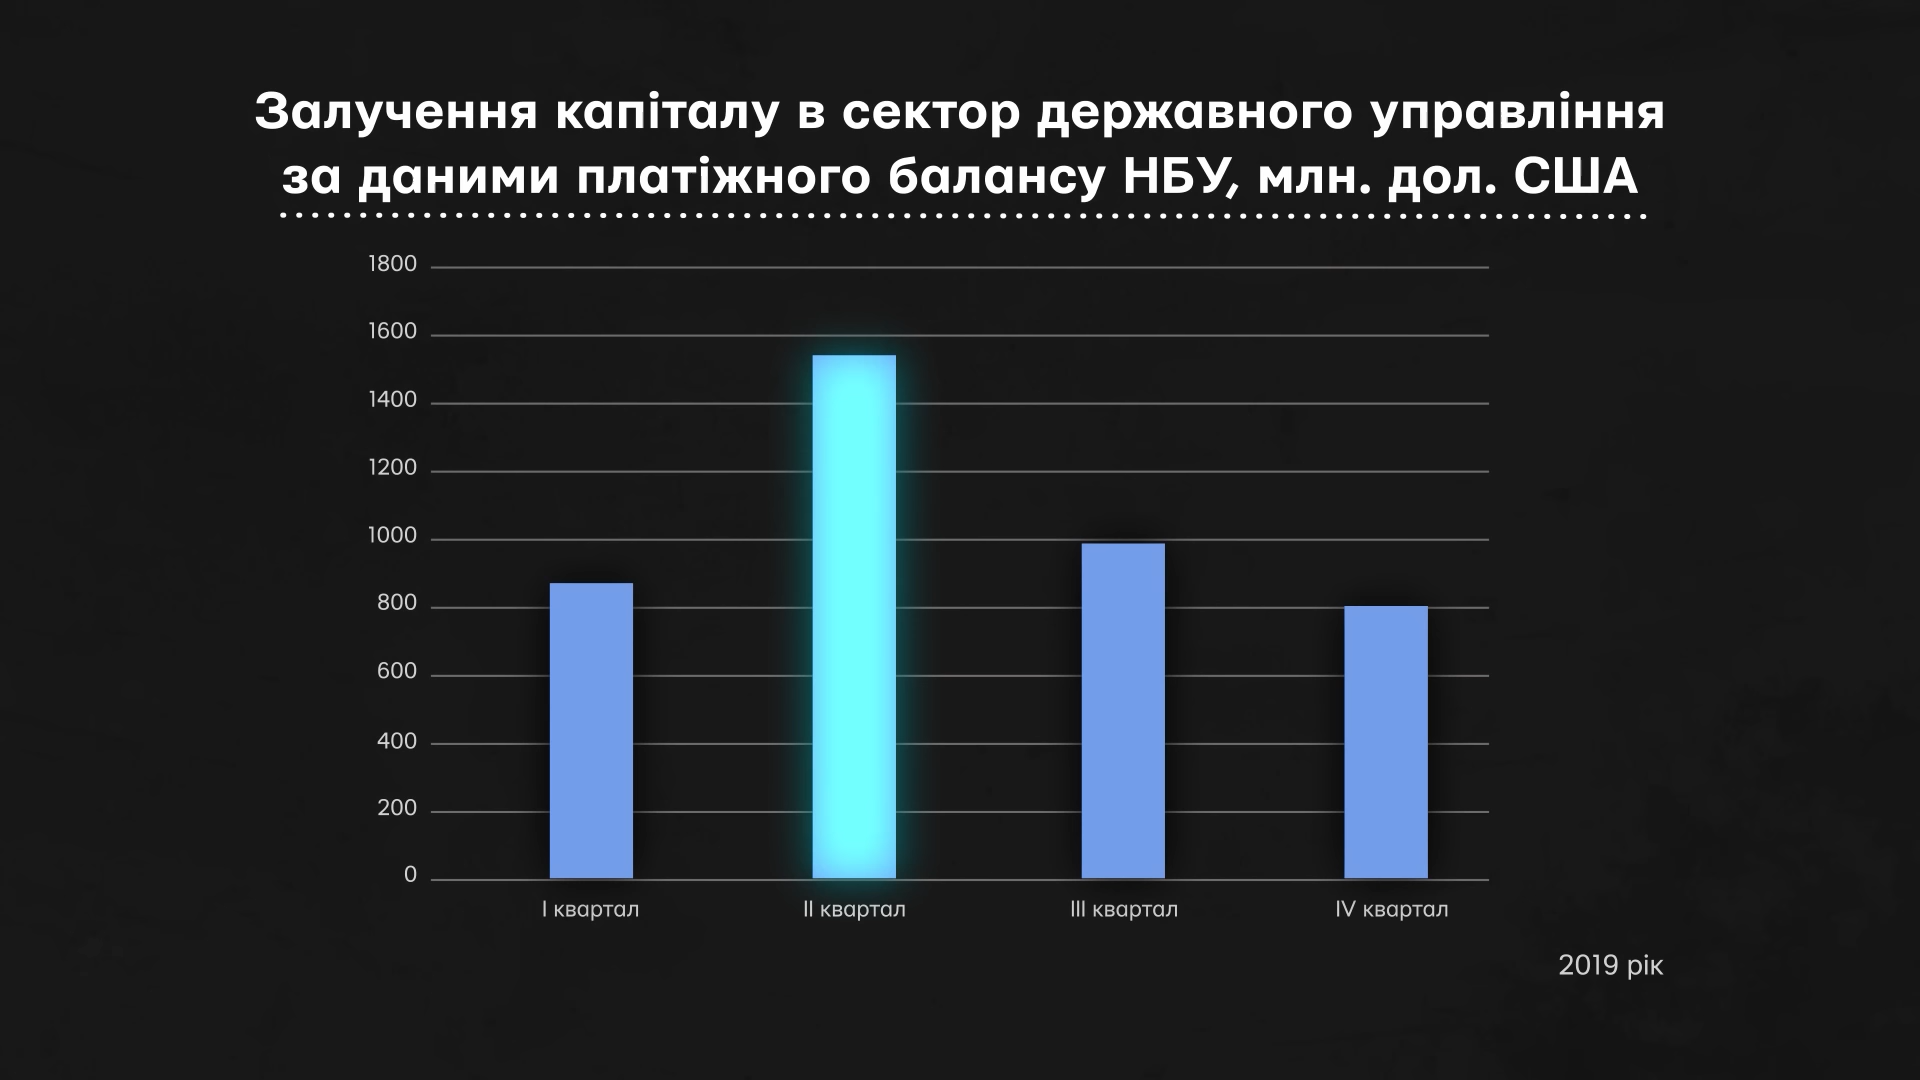 Залучення капіталу в сектор державного управління
за даними платіжного балансу НБУ, млн. дол. США
1800
1600
1400
1200
1000
800
600
400
200
0
I квартал II квартал III квартал IV квартал
2019 рік